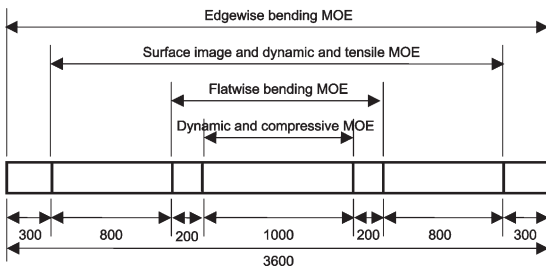 Edgewise bending MOE
Surface image and dynamic and tensile MOE
Flatwise bending MOE
Dynamic and compressive MOE
300 800 200 1000 200 800 300
3600